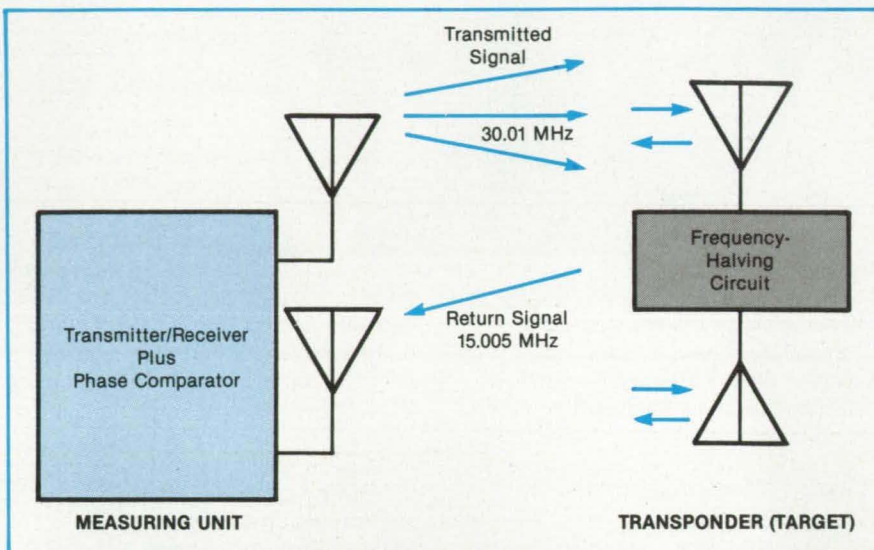 Transmitted
Signal
30.01 MHz
Frequency-
Halving
Circuit
Transmitter/Receiver
Plus
Phase Comparator
Return Signal
15.005 MHz
MEASURING UNIT
TRANSPONDER (TARGET)